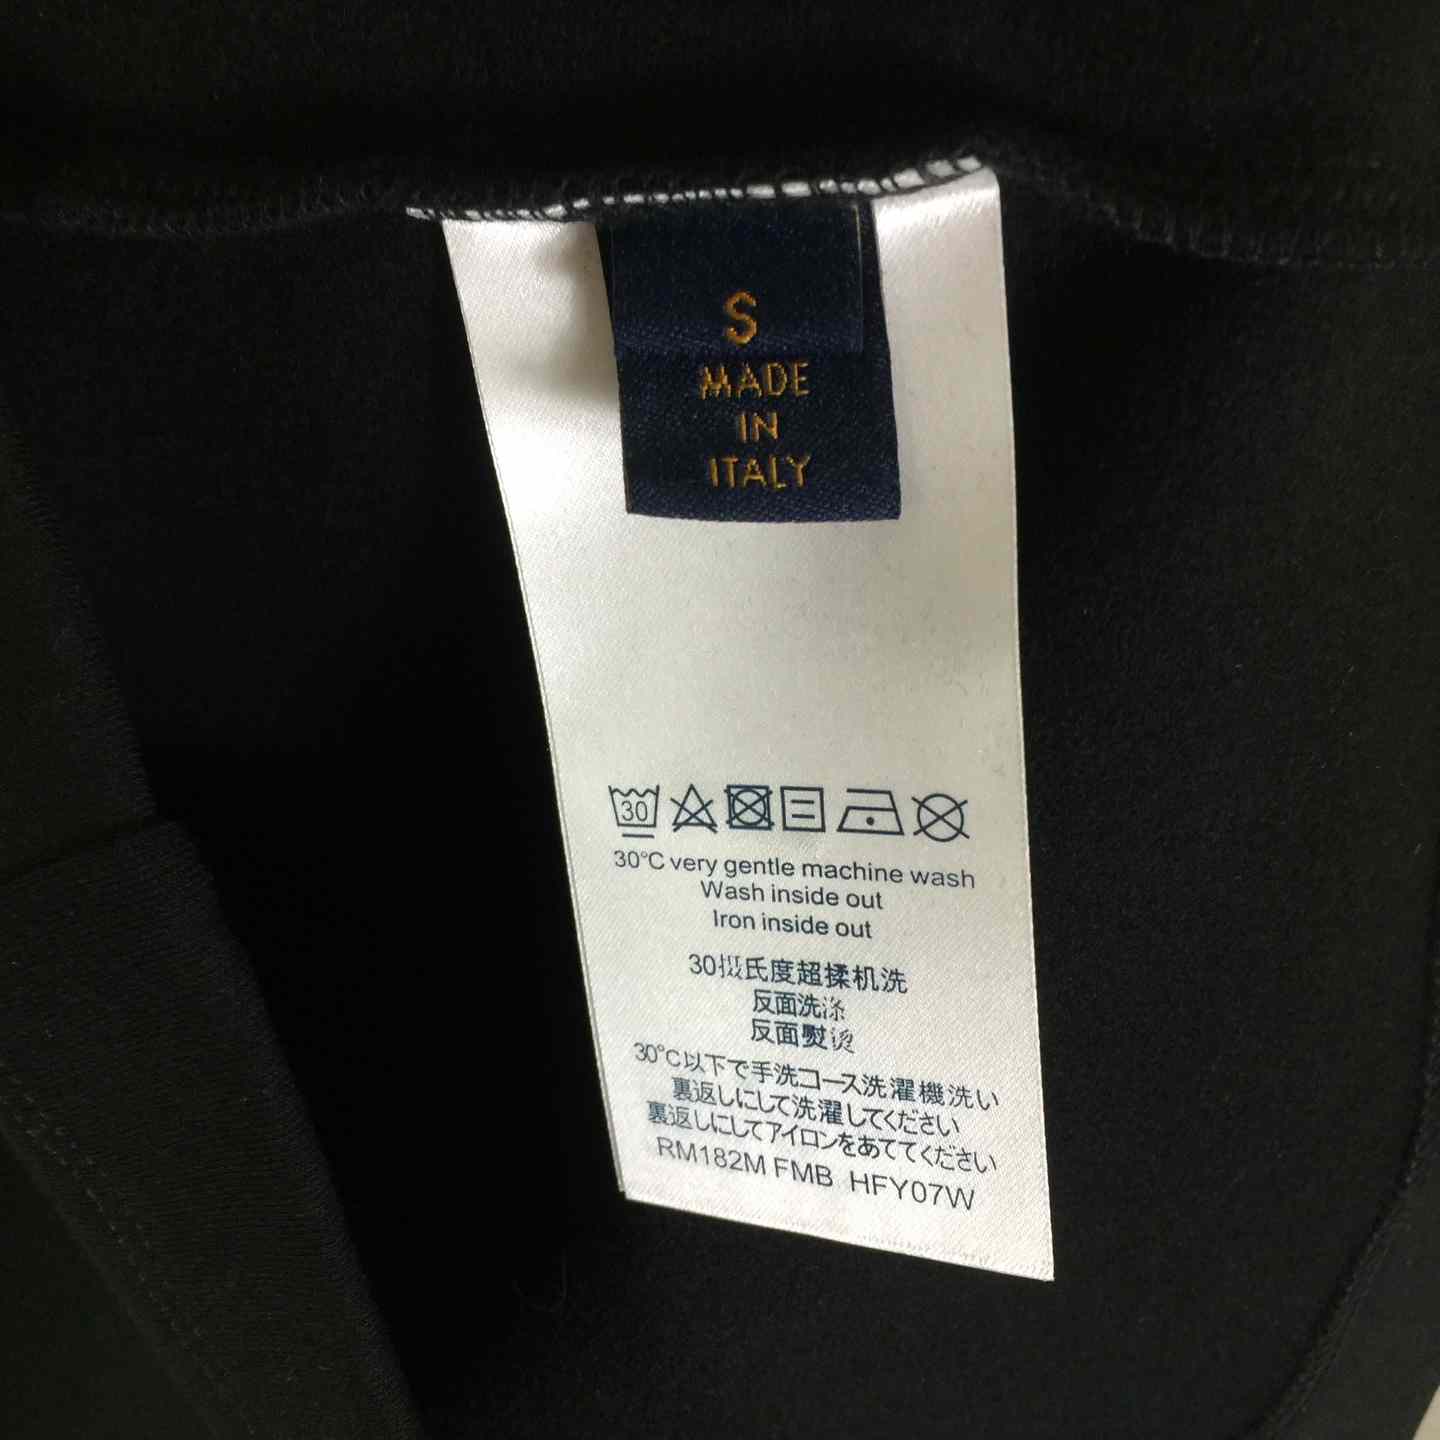 S
MADE
IN
ITALY
30
30°C very gentle machine wash
Wash inside out
Iron inside out
30摄氏度超揉机洗
反面洗涤
反面熨烫
30°C以下で手洗コース洗濯機洗い
裏返しにして洗濯してください
裏返しにしてアイロンをあててください
RM182M FMB HFY07W